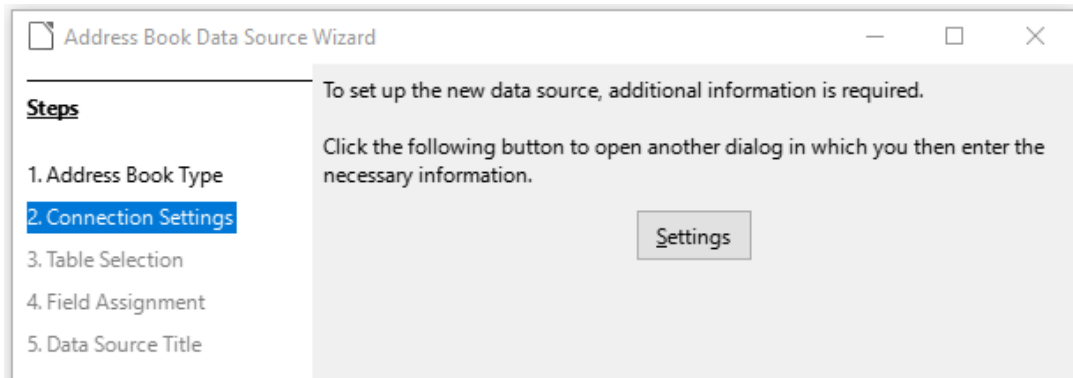 Address Book Data Source Wizard
Steps
1. Address Book Type
2. Connection Settings
3. Table Selection
4. Field Assignment
5. Data Source Title
To set up the new data source, additional information is required.
Click the following button to open another dialog in which you then enter the
necessary information.
Settings